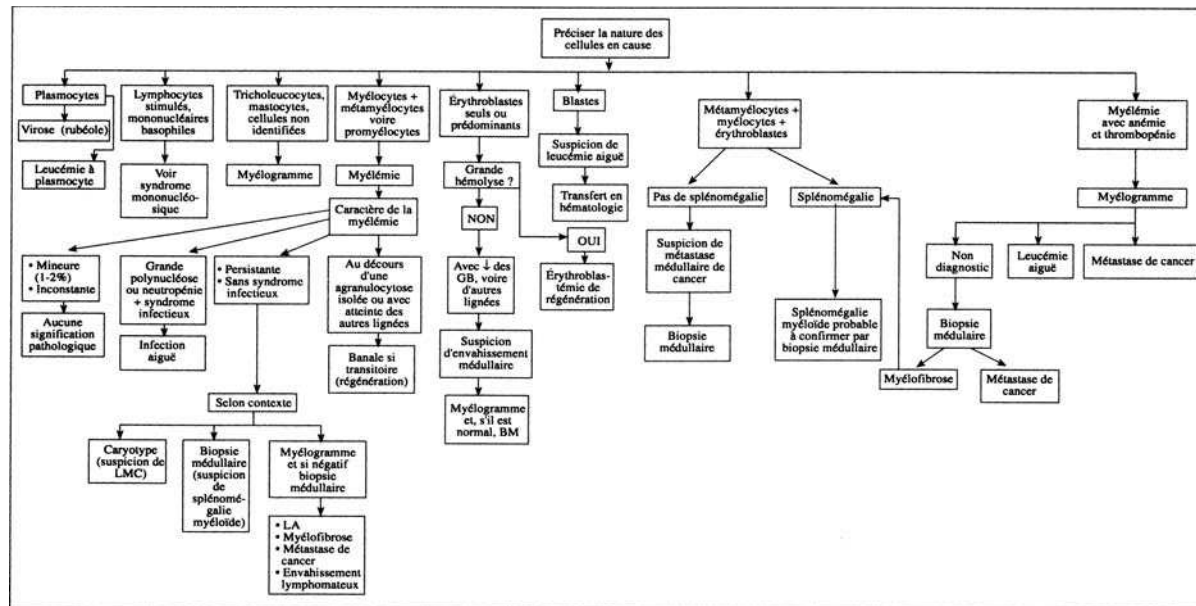 Préciser la nature des
cellules en cause
Plasmocytes
Virose (rubéole)
Leucémie à
plasmocyte
Lymphocytes
stimulés,
mononucléaires
basophiles
Voir
syndrome
mononucléo-
sique
Tricholeucocytes,
mastocytes,
cellules non
identifiées
Myélogramme
Myélocytes +
métamyélocytes
voire
promyélocytes
Myélémie
Caractère de la
myélémie
• Mineure
(1-2%)
• Inconstante
Aucune
signification
pathologique
Grande
polynucléose
ou neutropénie
+ syndrome
infectieux
Infection
aiguë
• Persistante
• Sans syndrome
infectieux
Au décours
d'une
agranulocytose
isolée ou avec
atteinte des
autres lignées
Banale si
transitoire
(régénération)
Selon contexte
Caryotype
(suspicion de
LMC)
Biopsie
médullaire
(suspicion
de
splénomé-
galie
myéloïde)
Myélogramme
et si négatif
biopsie
médullaire
• LA
• Myélofibrose
• Métastase de
cancer
• Envahissement
lymphomateux
Érythroblastes
seuls ou
prédominants
Grande
hémolyse ?
NON
Avec ↓ des
GB, voire
d'autres
lignées
Suspicion
d'envahissement
médullaire
Myélogramme
et, s'il est
normal, BM
OUI
Érythroblas-
témie de
régénération
Blastes
Suspicion de
leucémie aiguë
Transfert en
hématologie
Métamyélocytes +
myélocytes +
érythroblastes
Pas de splénomégalie
Suspicion de
métastase
médullaire de
cancer
Biopsie
médullaire
Splénomégalie
Splénomégalie
myéloïde probable
à confirmer par
biopsie médullaire
Myélémie
avec anémie
et thrombopénie
Myélogramme
Non
diagnostic
Leucémie
aiguë
Métastase de cancer
Biopsie
médulaire
Myélofibrose
Métastase de
cancer